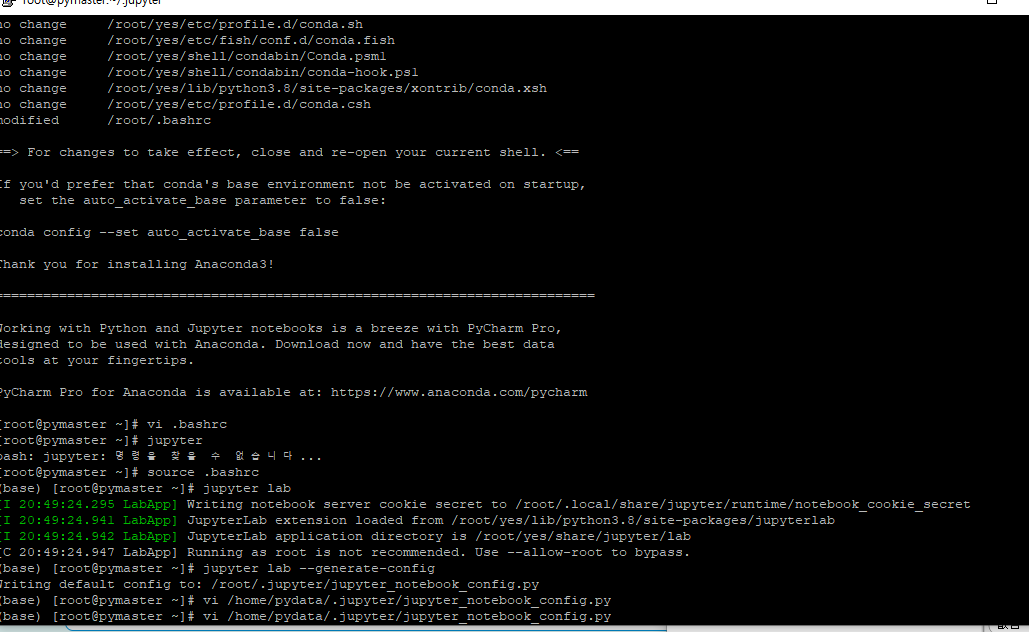 root@pymaster:~/.jupyter
no change /root/yes/etc/profile.d/conda.sh
no change /root/yes/etc/fish/conf.d/conda.fish
no change /root/yes/shell/condabin/Conda.psm1
no change /root/yes/shell/condabin/conda-hook.ps1
no change /root/yes/lib/python3.8/site-packages/xontrib/conda.xsh
no change /root/yes/etc/profile.d/conda.csh
modified /root/.bashrc
==> For changes to take effect, close and re-open your current shell. <==
If you'd prefer that conda's base environment not be activated on startup,
set the auto_activate_base parameter to false:
conda config --set auto_activate_base false
Thank you for installing Anaconda3!
===========================================================================
Working with Python and Jupyter notebooks is a breeze with PyCharm Pro,
designed to be used with Anaconda. Download now and have the best data
tools at your fingertips.
PyCharm Pro for Anaconda is available at: https://www.anaconda.com/pycharm
[root@pymaster ~]# vi .bashrc
[root@pymaster ~]# jupyter
bash: jupyter: 명령을 찾을 수 없습니다...
[root@pymaster ~]# source .bashrc
(base) [root@pymaster ~]# jupyter lab
[I 20:49:24.295 LabApp] Writing notebook server cookie secret to /root/.local/share/jupyter/runtime/notebook_cookie_secret
[I 20:49:24.941 LabApp] JupyterLab extension loaded from /root/yes/lib/python3.8/site-packages/jupyterlab
[I 20:49:24.942 LabApp] JupyterLab application directory is /root/yes/share/jupyter/lab
[C 20:49:24.947 LabApp] Running as root is not recommended. Use --allow-root to bypass.
(base) [root@pymaster ~]# jupyter lab --generate-config
Writing default config to: /root/.jupyter/jupyter_notebook_config.py
(base) [root@pymaster ~]# vi /home/pydata/.jupyter/jupyter_notebook_config.py
(base) [root@pymaster ~]# vi /home/pydata/.jupyter/jupyter_notebook_config.py